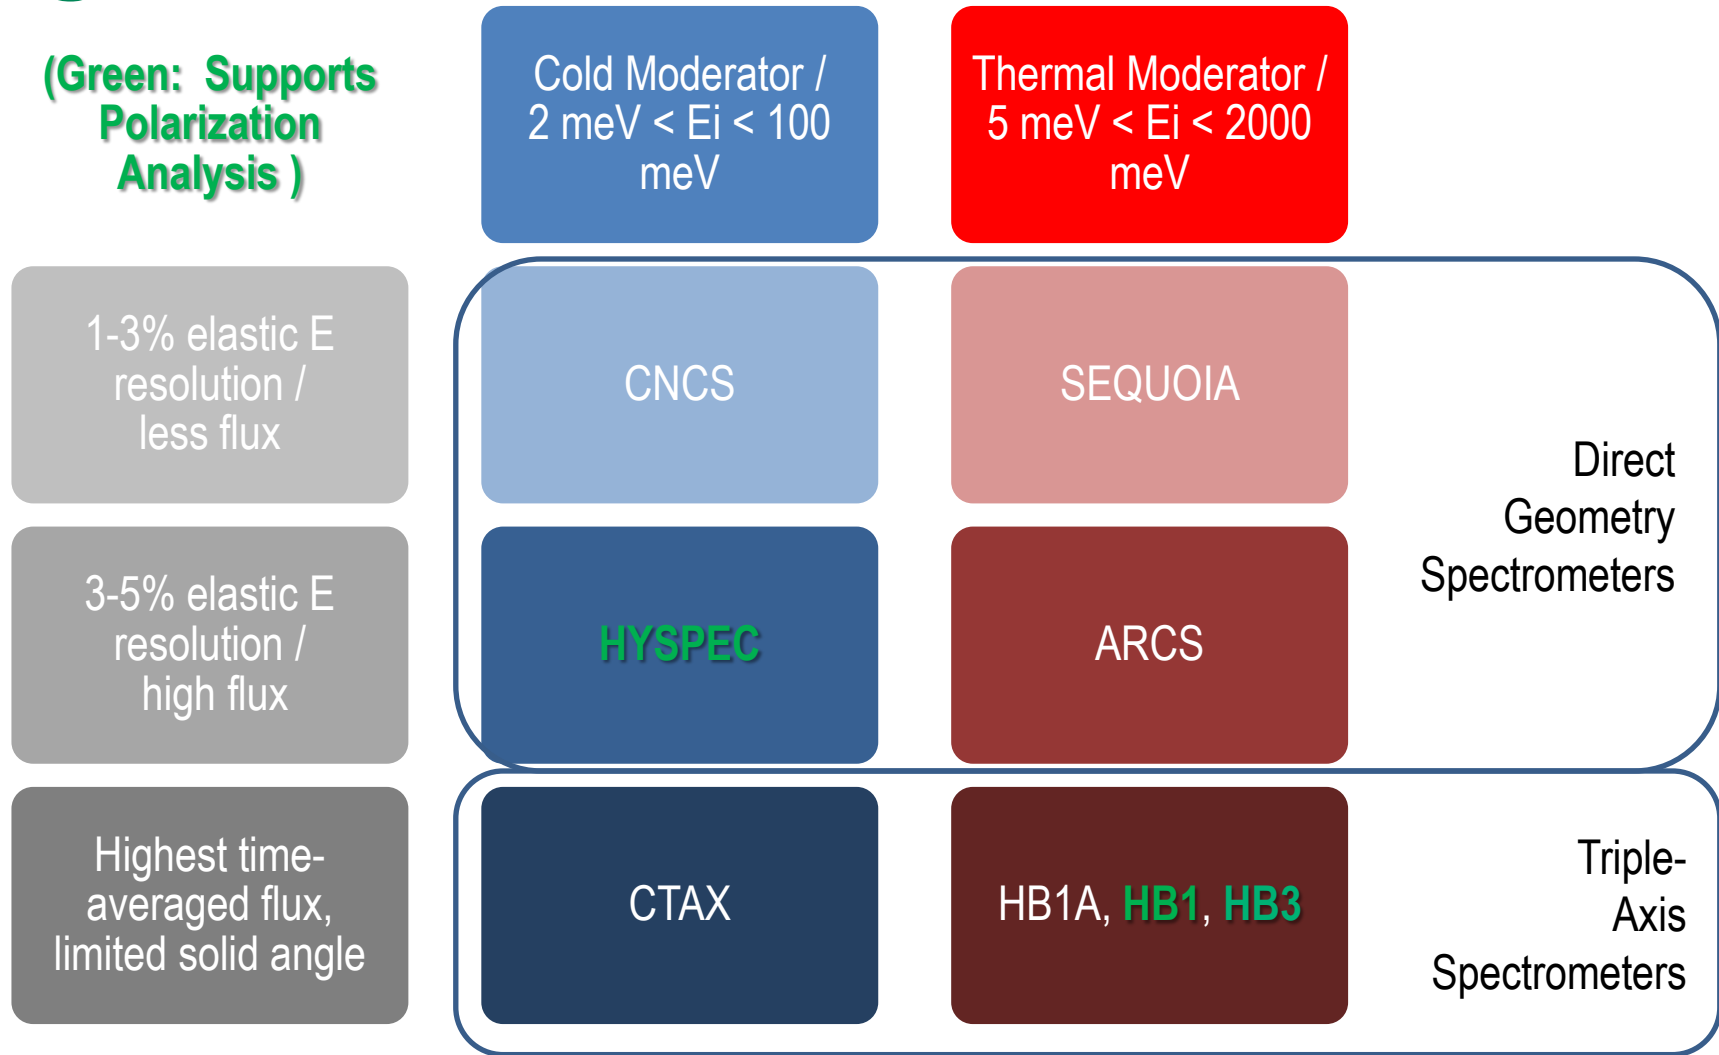 (Green: Supports
Polarization
Analysis )
Cold Moderator /
2 meV < Ei < 100
meV
Thermal Moderator /
5 meV < Ei < 2000
meV
1-3% elastic E
resolution /
less flux
CNCS
SEQUOIA
Direct
Geometry
Spectrometers
3-5% elastic E
resolution /
high flux
HYSPEC
ARCS
Highest time-
averaged flux,
limited solid angle
CTAX
HB1A, HB1, HB3
Triple-
Axis
Spectrometers